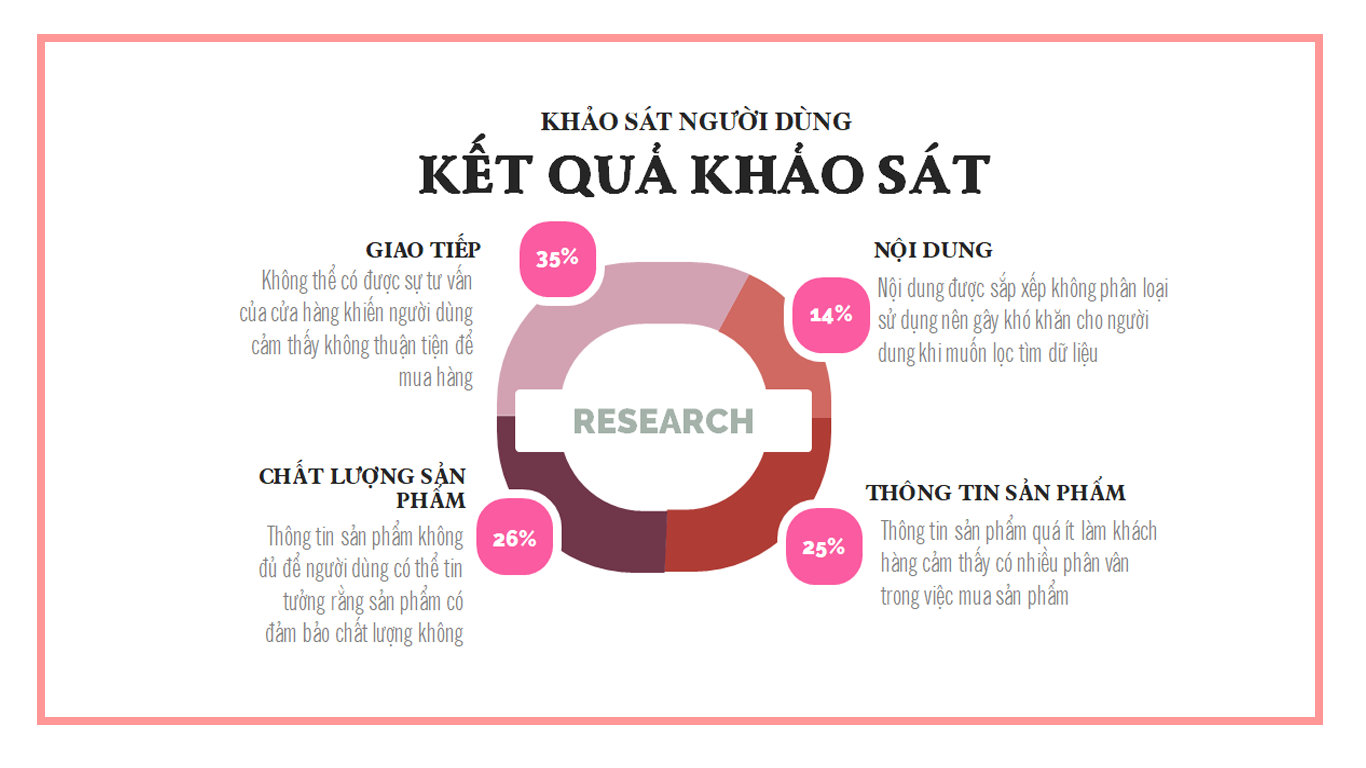 KHẢO SÁT NGƯỜI DÙNG
KẾT QUẢ KHẢO SÁT
GIAO TIẾP
Không thể có được sự tư vấn
của cửa hàng khiến người dùng
cảm thấy không thuận tiện để
mua hàng
35%
NỘI DUNG
Nội dung được sắp xếp không phân loại
sử dụng nên gây khó khăn cho người
dung khi muốn lọc tìm dữ liệu
14%
RESEARCH
CHẤT LƯỢNG SẢN
PHẨM
Thông tin sản phẩm không
đủ để người dùng có thể tin
tưởng rằng sản phẩm có
đảm bảo chất lượng không
26%
THÔNG TIN SẢN PHẨM
Thông tin sản phẩm quá ít làm khách
hàng cảm thấy có nhiều phân vân
trong việc mua sản phẩm
25%